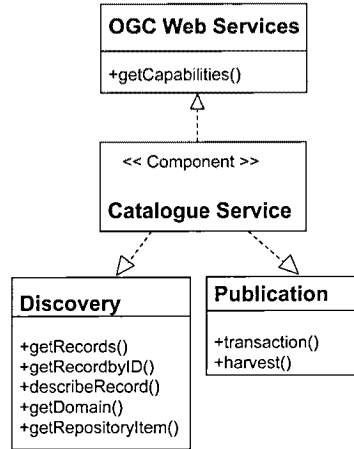 OGC Web Services
+getCapabilities()
<< Component >>
Catalogue Service
Discovery
+getRecords()
+getRecordbyID()
+describeRecord()
+getDomain()
+getRepositoryItem()
Publication
+transaction()
+harvest()